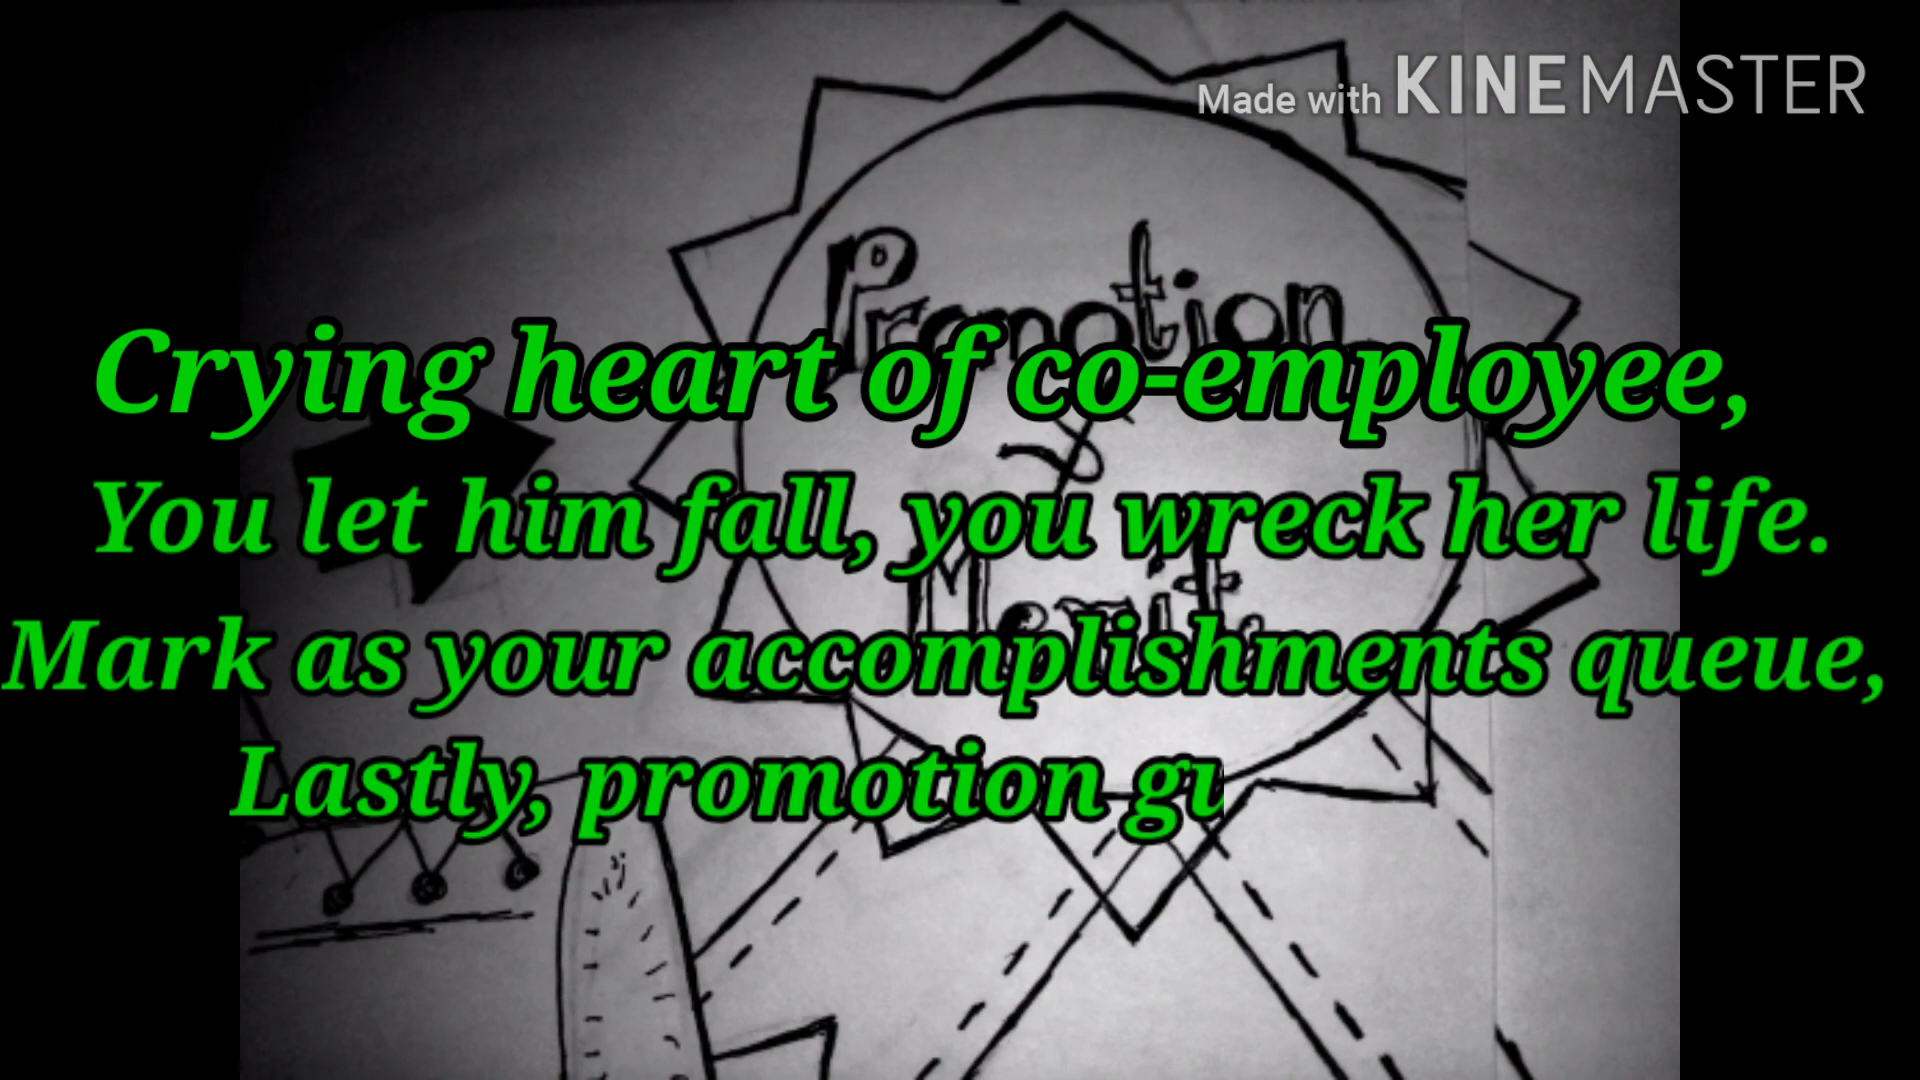 Made with KINEMASTER
Promotion
&
Merit
Crying heart of co-employee,
You let him fall, you wreck her life.
Mark as your accomplishments queue,
Lastly, promotion